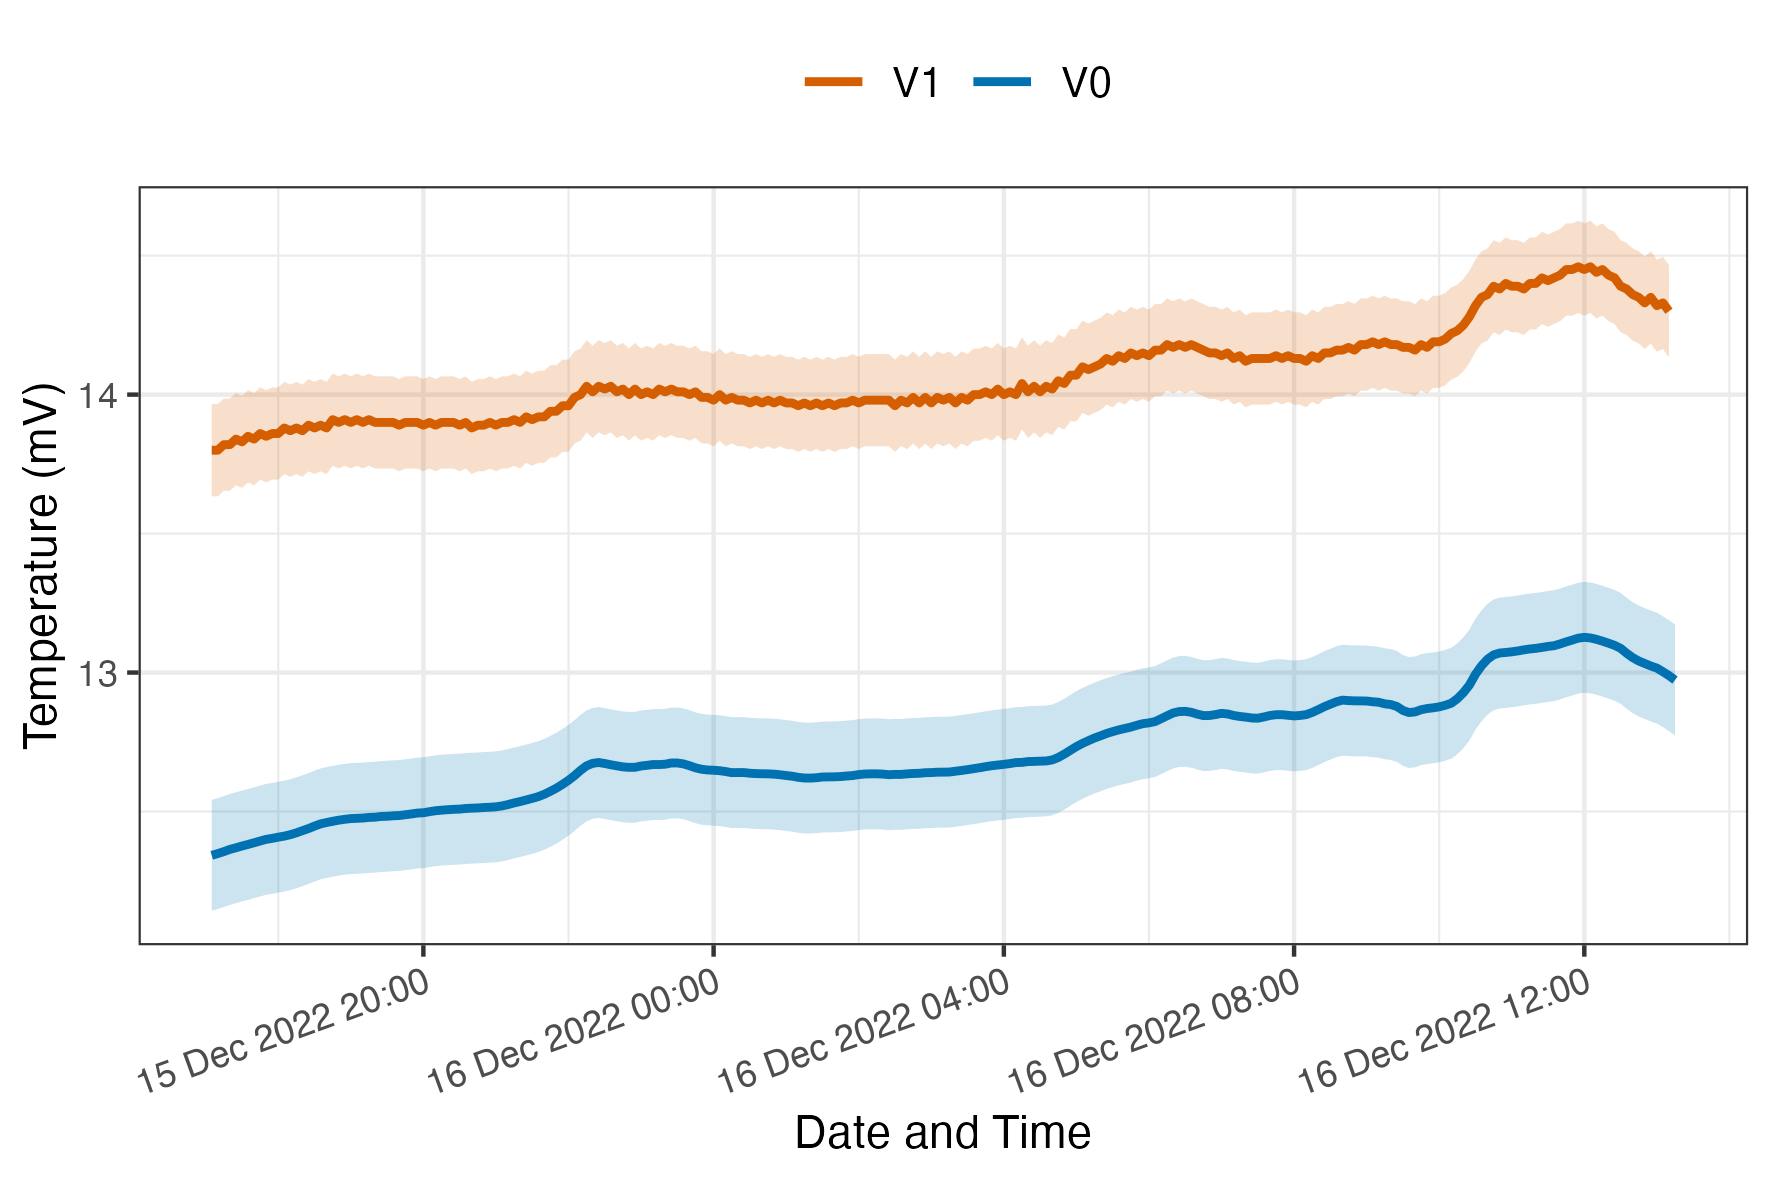 V1 V0
Temperature (mV)
14
13
15 Dec 2022 20:00
16 Dec 2022 00:00
16 Dec 2022 04:00
16 Dec 2022 08:00
16 Dec 2022 12:00
Date and Time